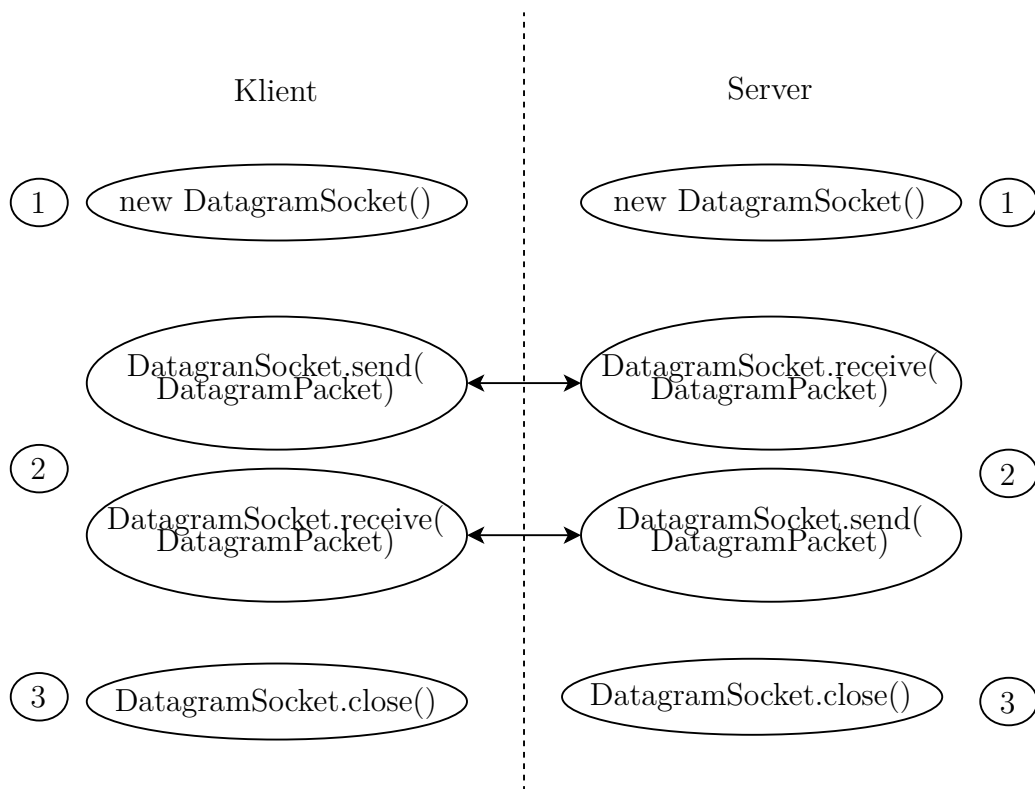 Klient
Server
1
new DatagramSocket()
new DatagramSocket()
1
DatagranSocket.send(
DatagramPacket)
DatagramSocket.receive(
DatagramPacket)
2
2
DatagramSocket.receive(
DatagramPacket)
DatagramSocket.send(
DatagramPacket)
3
DatagramSocket.close()
DatagramSocket.close()
3